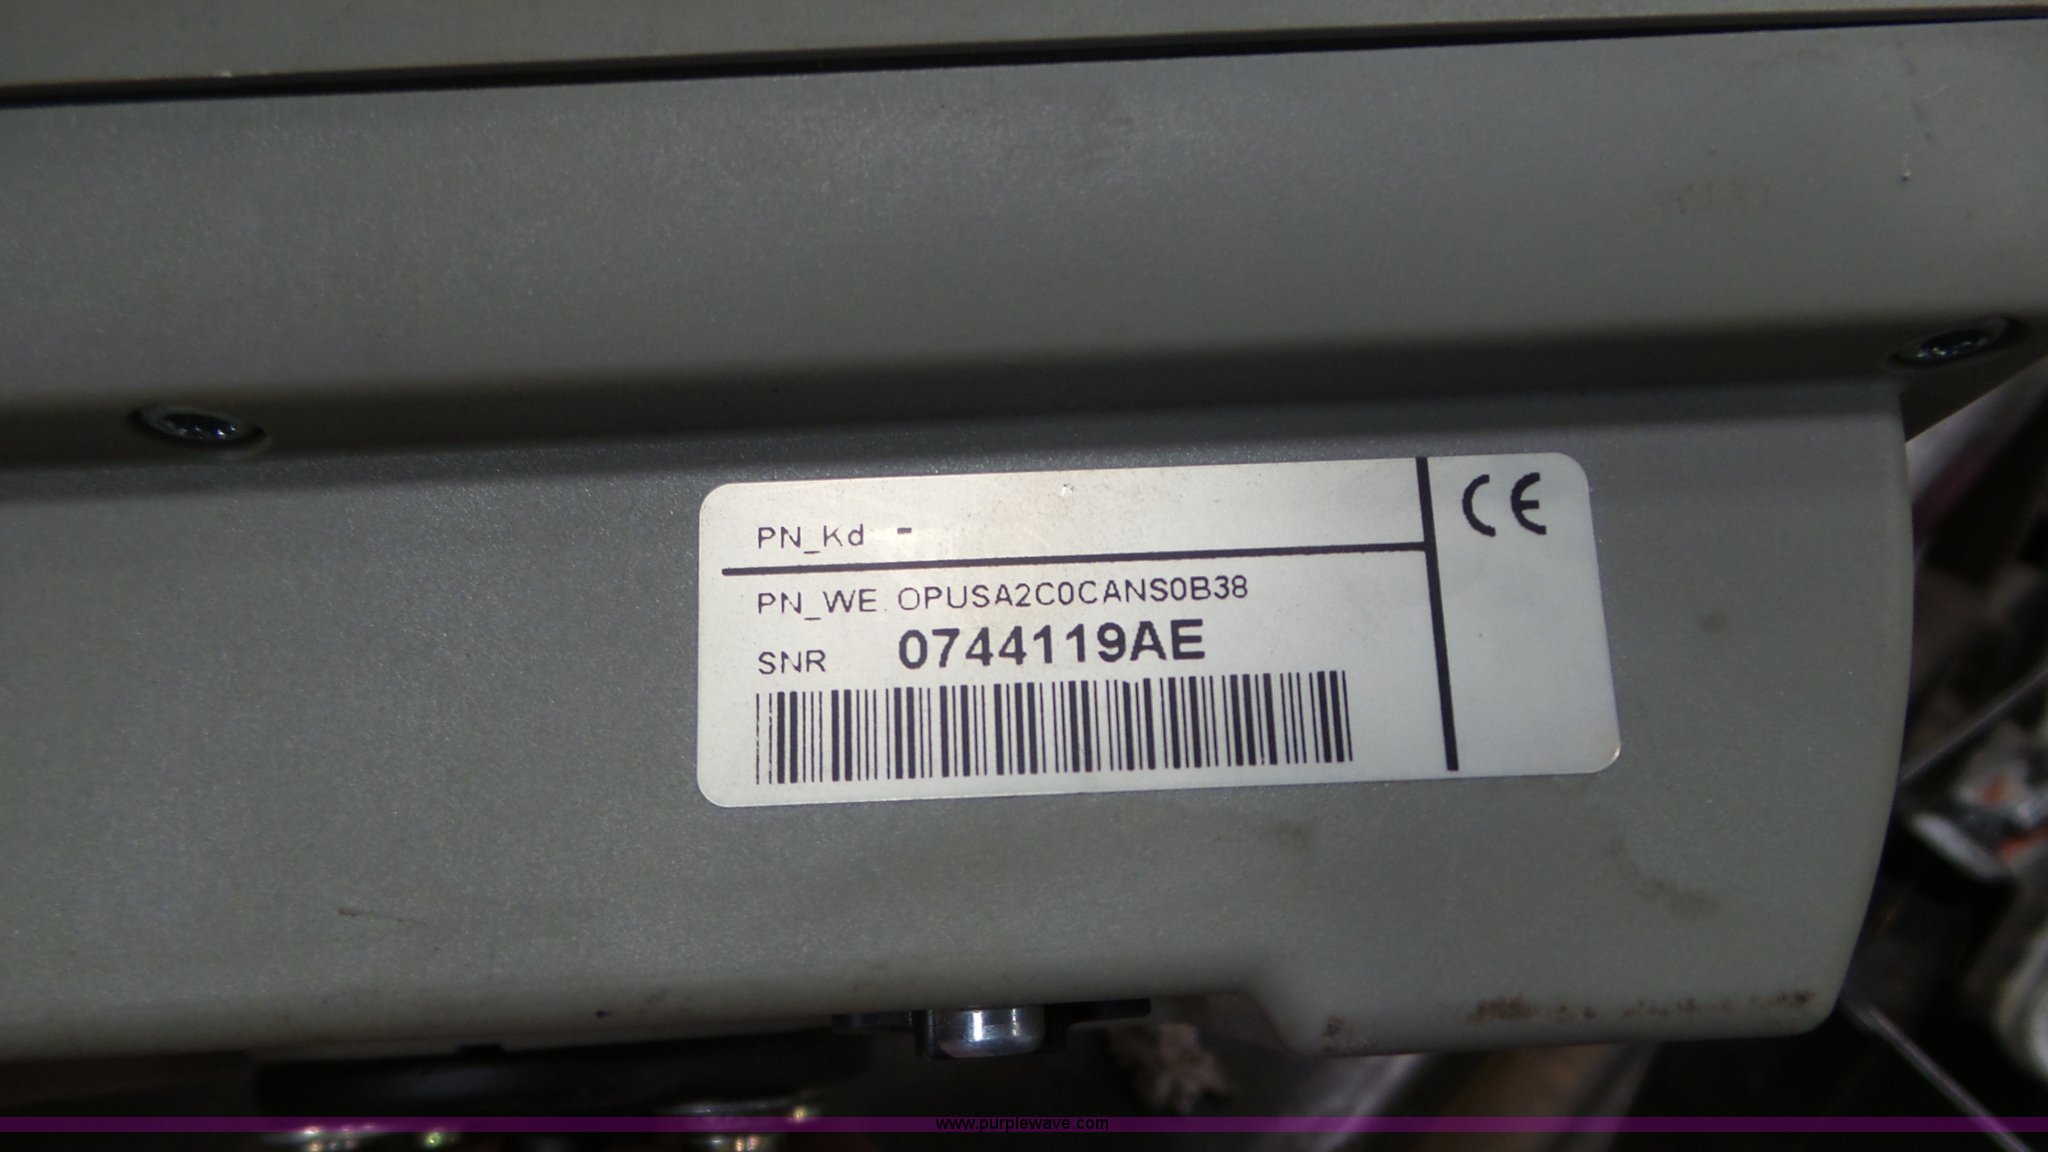 PN_Kd -
CE
PN_WE. OPUSA2C0CANS0B38
SNR 0744119AE
www.purplewave.com